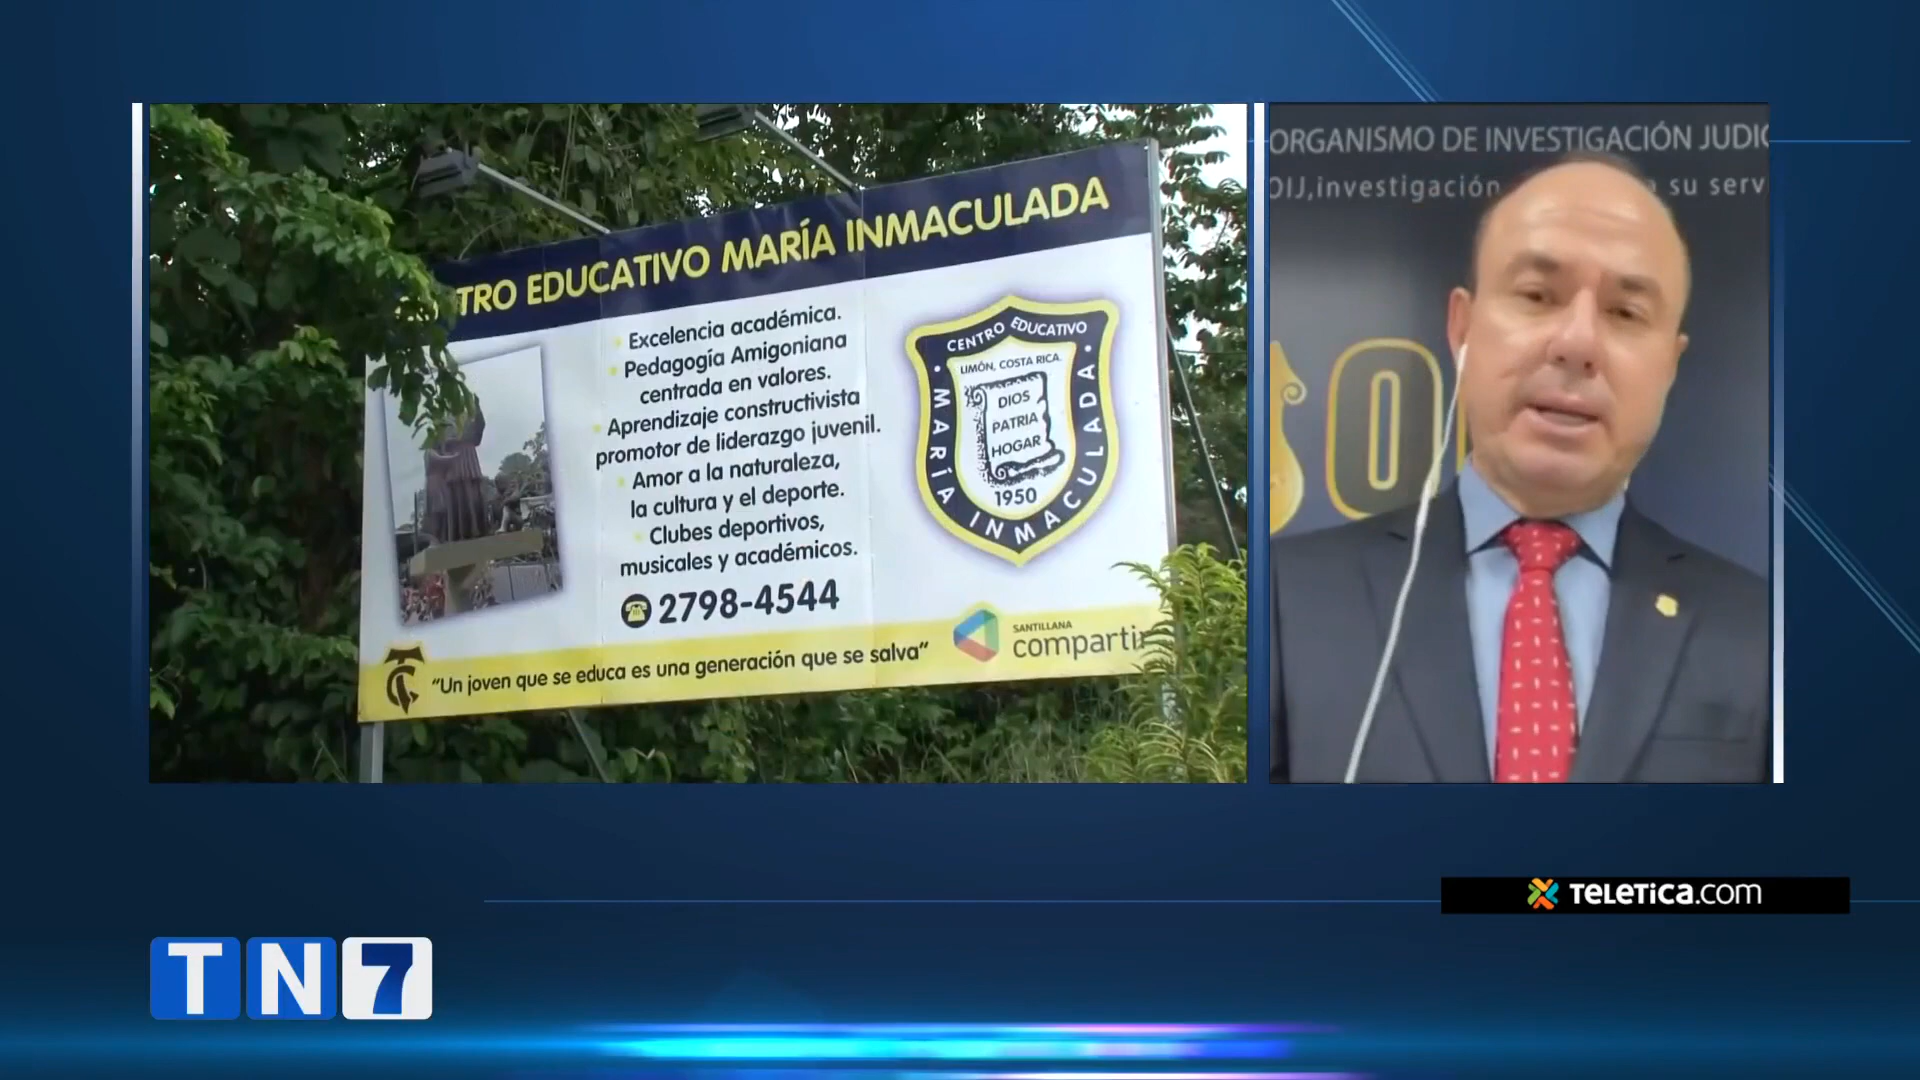 CENTRO EDUCATIVO MARÍA INMACULADA
Excelencia académica.
Pedagogía Amigoniana
centrada en valores.
Aprendizaje constructivista
promotor de liderazgo juvenil.
Amor a la naturaleza,
la cultura y el deporte.
Clubes deportivos,
musicales y académicos.
2798-4544
"Un joven que se educa es una generación que se salva"
SANTILLANA
compartir
CENTRO EDUCATIVO
LIMÓN, COSTA RICA.
DIOS
PATRIA
HOGAR
1950
MARÍA INMACULADA
ORGANISMO DE INVESTIGACIÓN JUDIC
OIJ, investigación a su serv
O
TELETICA.com
TN7